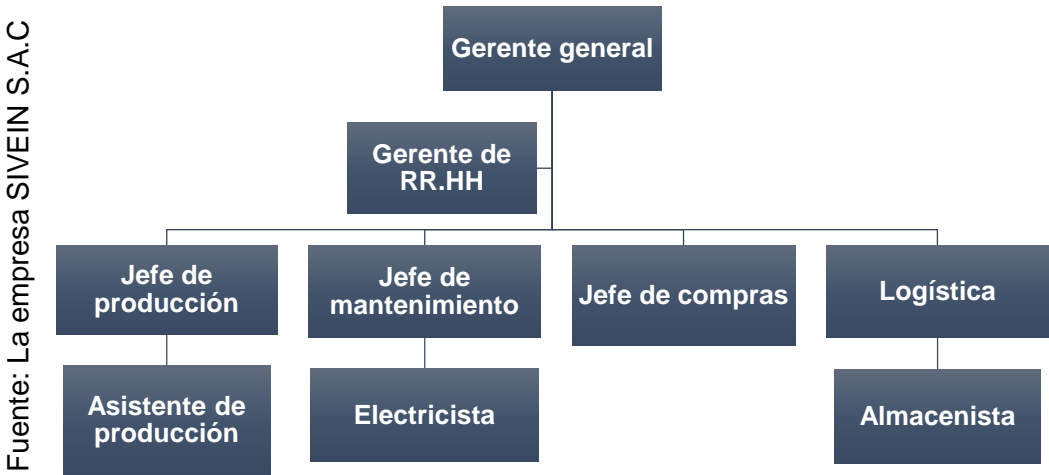 Fuente: La empresa SIVEIN S.A.C
Gerente general
Gerente de
RR.HH
Jefe de
producción
Jefe de
mantenimiento
Jefe de compras
Logística
Asistente de
producción
Electricista
Almacenista